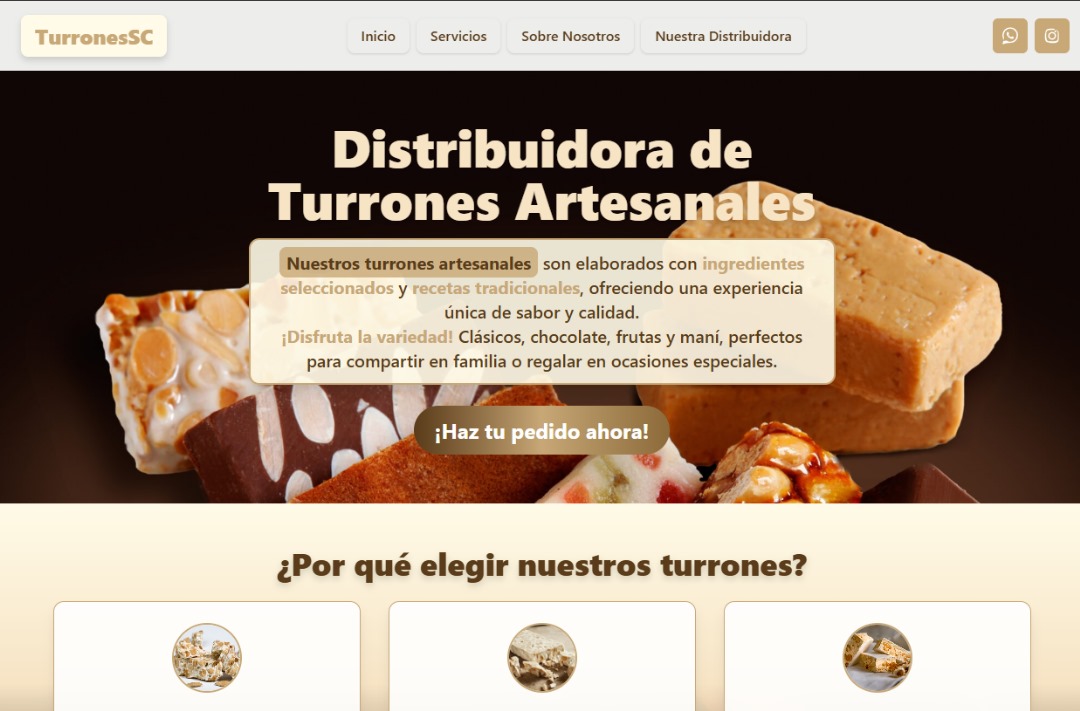 TurronesSC
Inicio
Servicios
Sobre Nosotros
Nuestra Distribuidora
Distribuidora de
Turrones Artesanales
Nuestros turrones artesanales son elaborados con ingredientes
seleccionados y recetas tradicionales, ofreciendo una experiencia
única de sabor y calidad.
¡Disfruta la variedad! Clásicos, chocolate, frutas y maní, perfectos
para compartir en familia o regalar en ocasiones especiales.
¡Haz tu pedido ahora!
¿Por qué elegir nuestros turrones?